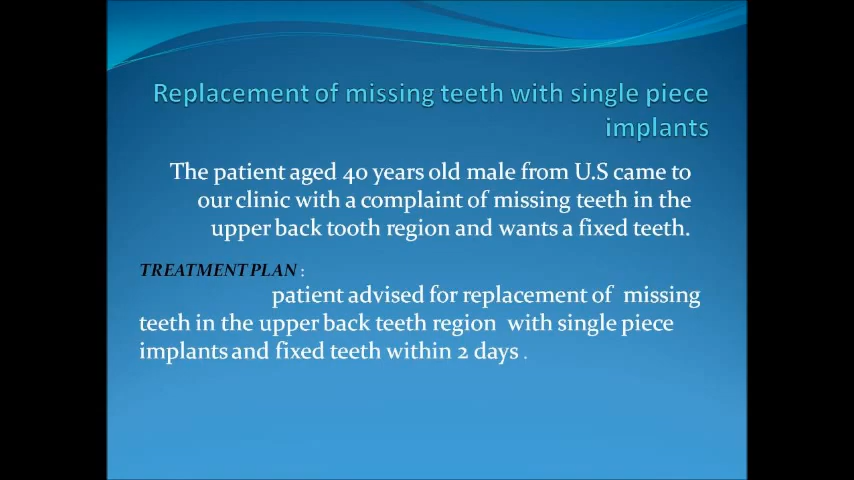 Replacement of missing teeth with single piece
implants
The patient aged 40 years old male from U.S came to
our clinic with a complaint of missing teeth in the
upper back tooth region and wants a fixed teeth.
TREATMENT PLAN :
patient advised for replacement of missing
teeth in the upper back teeth region with single piece
implants and fixed teeth within 2 days .